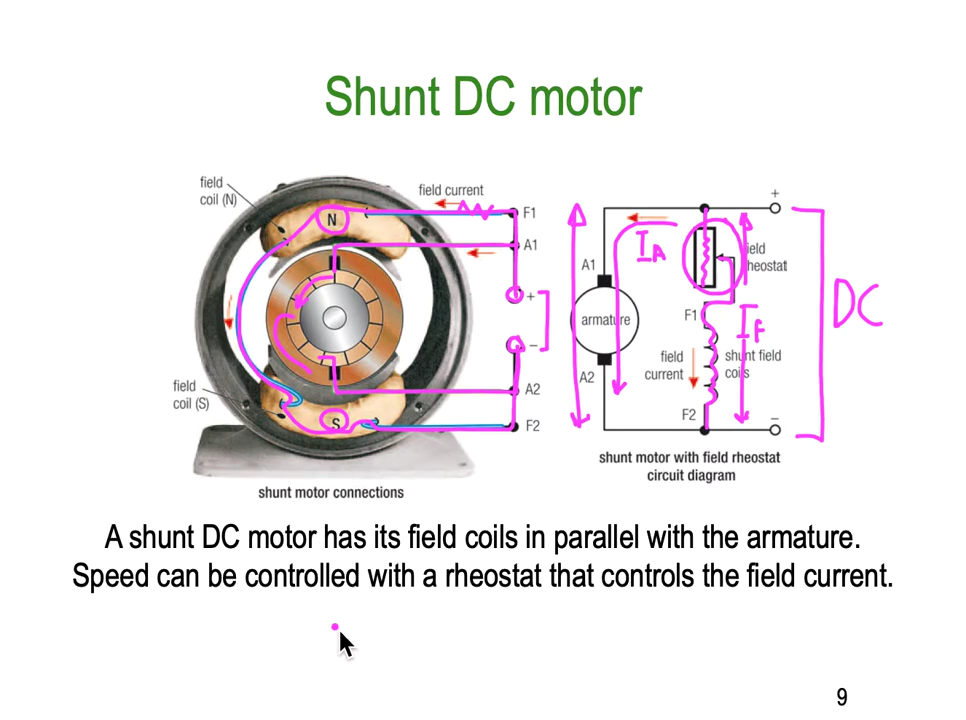 Shunt DC motor
field
coil (N)
field current
N
F1
A1
+
−
field
coil (S)
S
A2
F2
shunt motor connections
+
I_A
field
rheostat
A1
F1
DC
armature
I_F
field
current
shunt field
coils
A2
F2
−
shunt motor with field rheostat
circuit diagram
A shunt DC motor has its field coils in parallel with the armature.
Speed can be controlled with a rheostat that controls the field current.
9